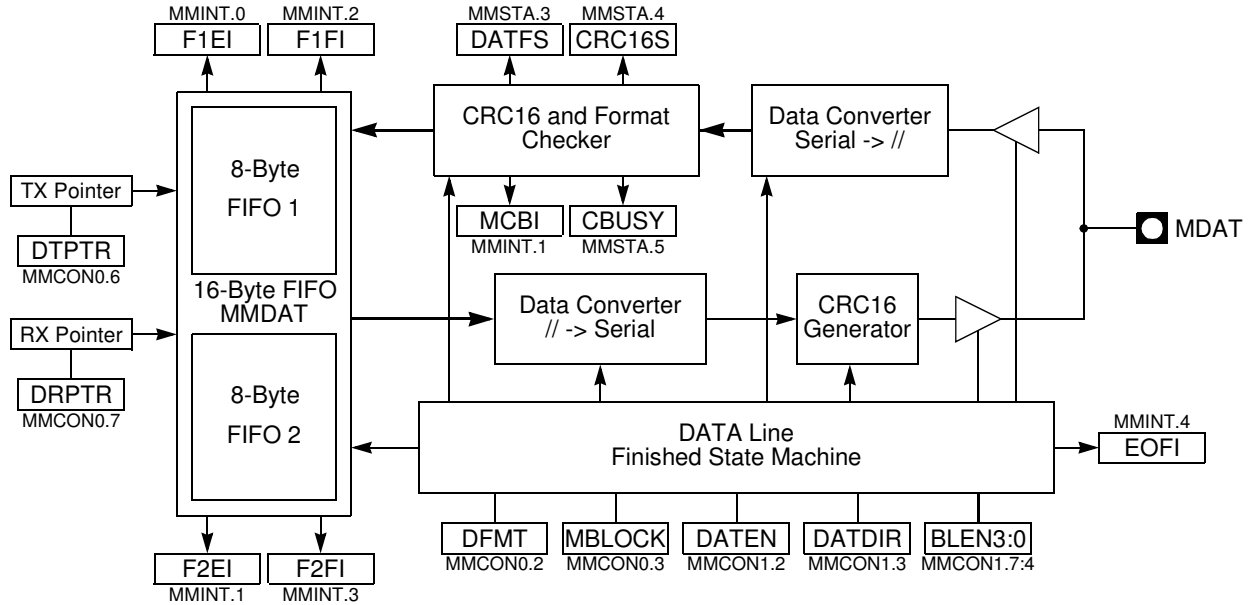 MMINT.0
F1EI
MMINT.2
F1FI
MMSTA.3
DATFS
MMSTA.4
CRC16S
CRC16 and Format
Checker
Data Converter
Serial -> //
8-Byte
FIFO 1
TX Pointer
DTPTR
MMCON0.6
MCBI
MMINT.1
CBUSY
MMSTA.5
MDAT
16-Byte FIFO
MMDAT
Data Converter
// -> Serial
CRC16
Generator
RX Pointer
DRPTR
MMCON0.7
8-Byte
FIFO 2
DATA Line
Finished State Machine
MMINT.4
EOFI
DFMT
MMCON0.2
MBLOCK
MMCON0.3
DATEN
MMCON1.2
DATDIR
MMCON1.3
BLEN3:0
MMCON1.7:4
F2EI
MMINT.1
F2FI
MMINT.3